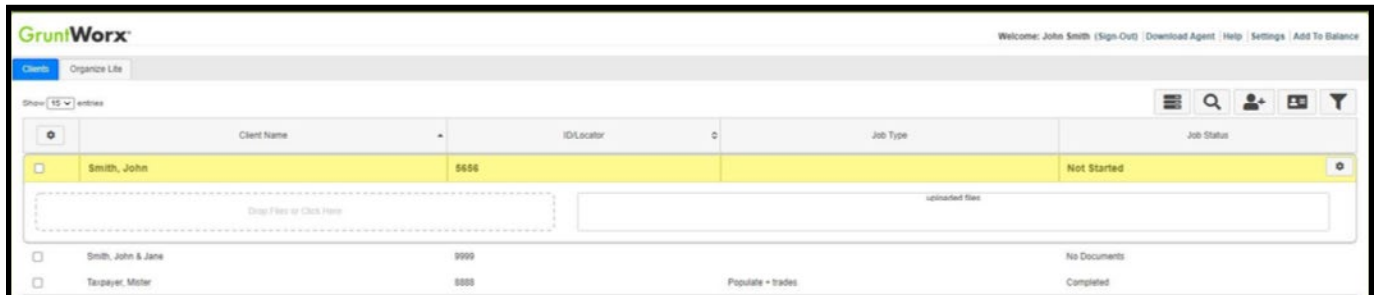 GruntWorx
Welcome: John Smith (Sign-Out) | Download Agent | Help | Settings | Add To Balance
Clients Organize Lite
Show 15 entries
Client Name ID/Locator Job Type Job Status
Smith, John 5656 Not Started
Drop Files or Click Here uploaded files
Smith, John & Jane 9999 No Documents
Taxpayer, Mister 8888 Populate + trades Completed